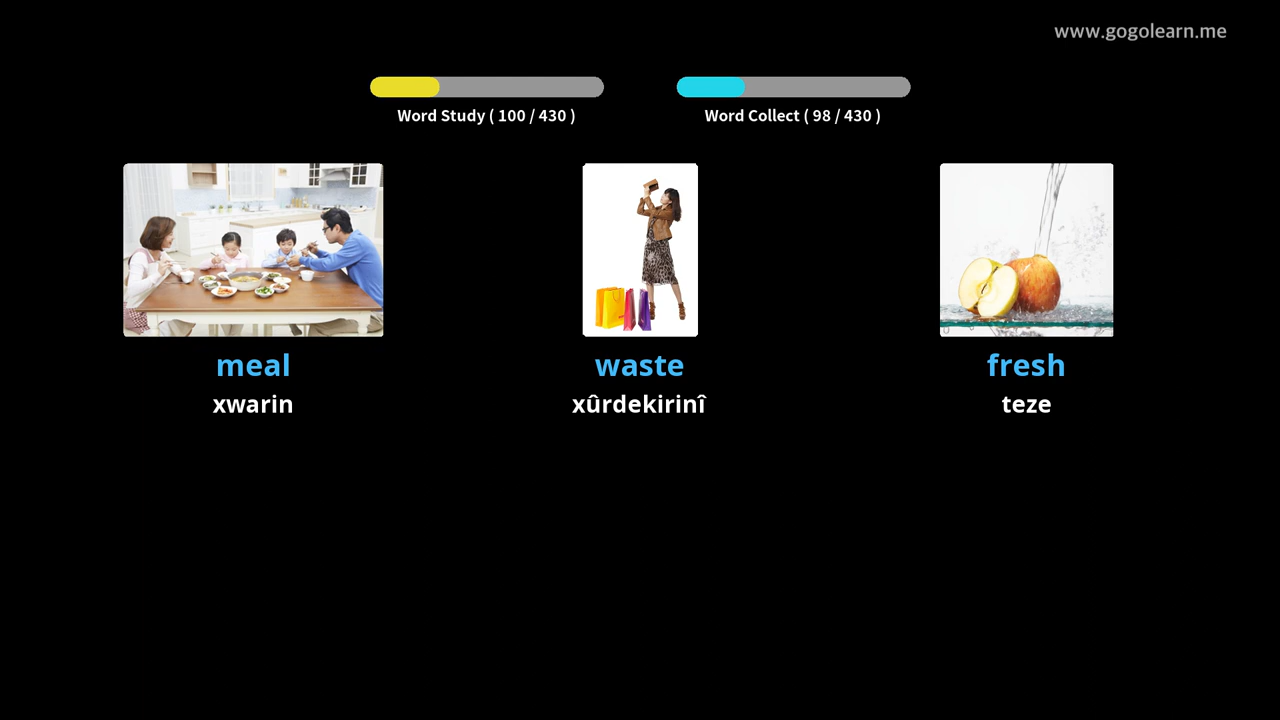 www.gogolearn.me
Word Study ( 100 / 430 )
Word Collect ( 98 / 430 )
meal
xwarin
waste
xûrdekirinî
fresh
teze